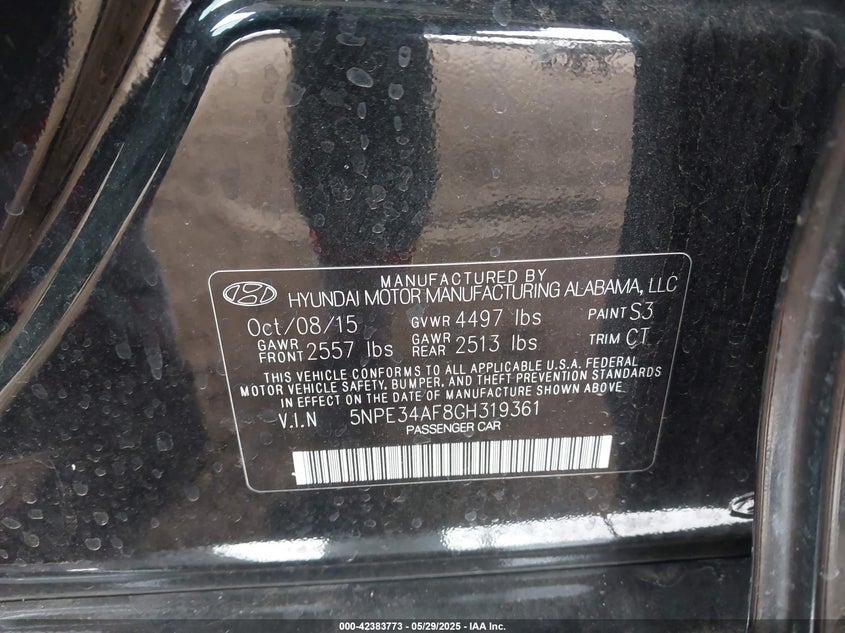 MANUFACTURED BY
HYUNDAI MOTOR MANUFACTURING ALABAMA, LLC
Oct/08/15 GVWR 4497 lbs PAINT S3
GAWR FRONT 2557 lbs GAWR REAR 2513 lbs TRIM CT
THIS VEHICLE CONFORMS TO ALL APPLICABLE U.S.A. FEDERAL
MOTOR VEHICLE SAFETY, BUMPER, AND THEFT PREVENTION STANDARDS
IN EFFECT ON THE DATE OF MANUFACTURE SHOWN ABOVE
V.I.N 5NPE34AF8GH319361
PASSENGER CAR
000-42383773 - 05/29/2025 - IAA Inc.